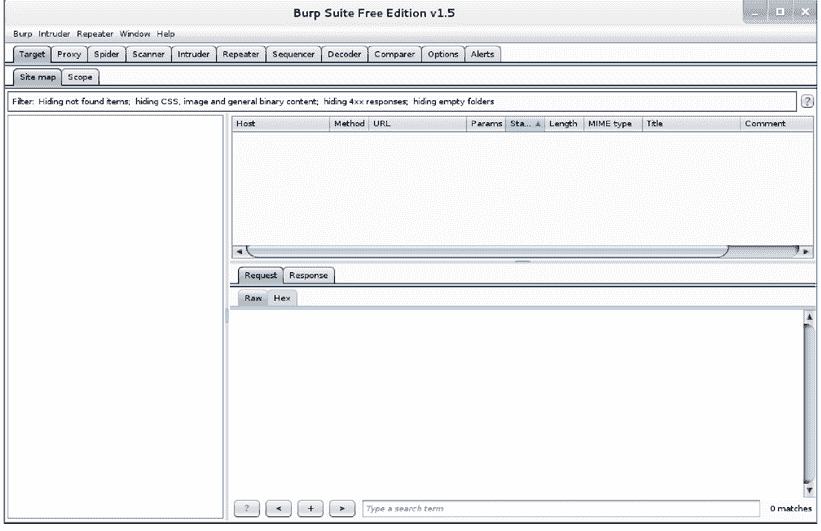 Burp Suite Free Edition v1.5
Burp Intruder Repeater Window Help
Target Proxy Spider Scanner Intruder Repeater Sequencer Decoder Comparer Options Alerts
Site map Scope
Filter: Hiding not found items; hiding CSS, image and general binary content; hiding 4xx responses; hiding empty folders ?
Host Method URL Params Sta... Length MIME type Title Comment
Request Response
Raw Hex
? < + > Type a search term 0 matches